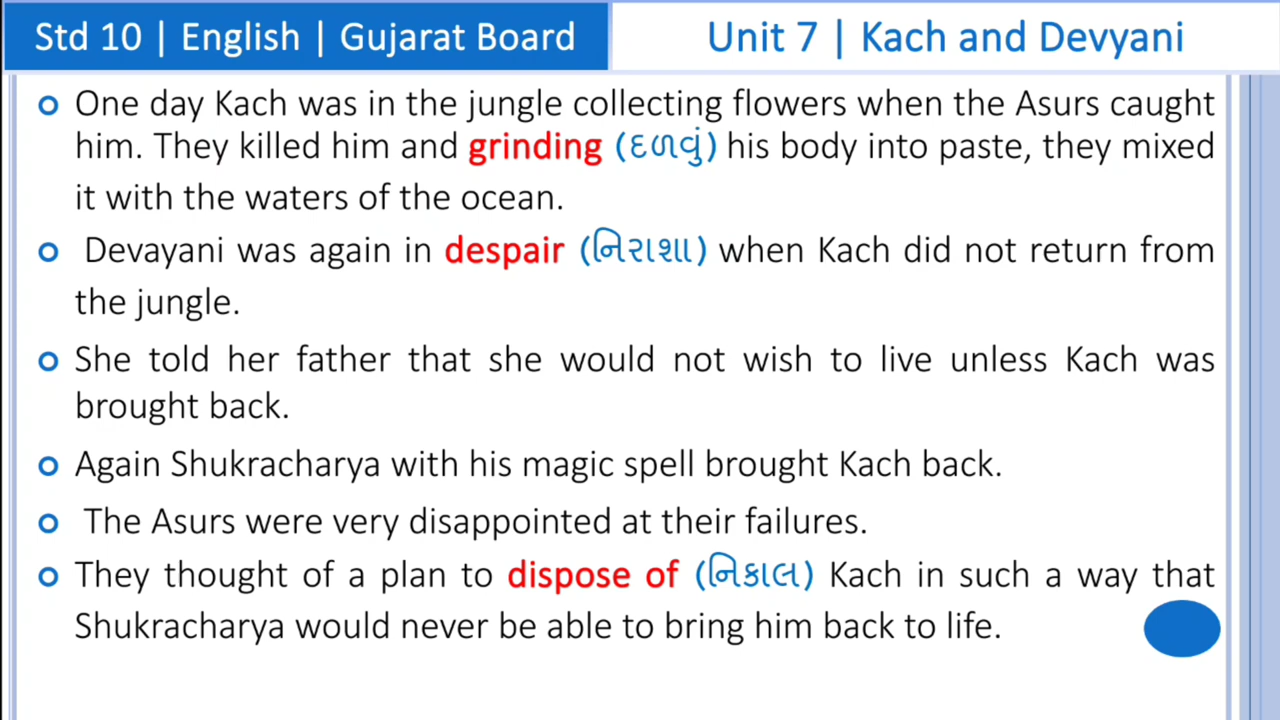 Std 10 | English | Gujarat Board
Unit 7 | Kach and Devyani
One day Kach was in the jungle collecting flowers when the Asurs caught
him. They killed him and grinding (દળવું) his body into paste, they mixed
it with the waters of the ocean.
Devayani was again in despair (નિરાશા) when Kach did not return from
the jungle.
She told her father that she would not wish to live unless Kach was
brought back.
Again Shukracharya with his magic spell brought Kach back.
The Asurs were very disappointed at their failures.
They thought of a plan to dispose of (નિકાલ) Kach in such a way that
Shukracharya would never be able to bring him back to life.